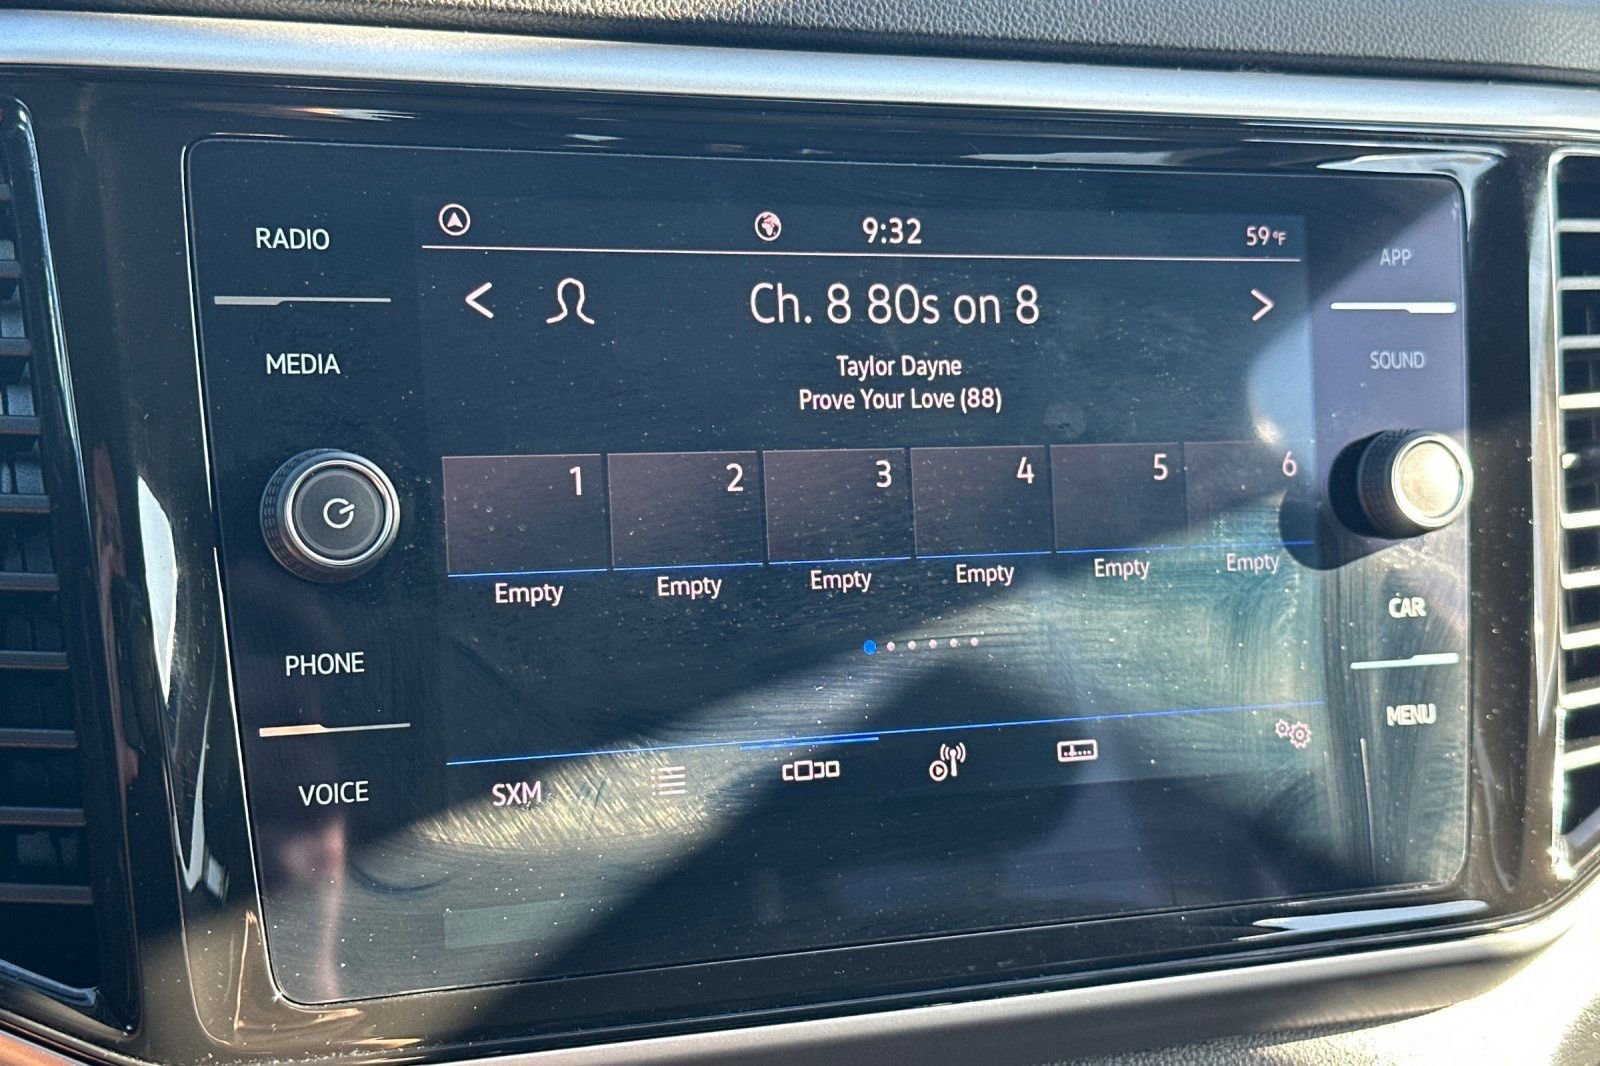 RADIO
MEDIA
PHONE
VOICE
9:32
59°F
Ch. 8 80s on 8
Taylor Dayne
Prove Your Love (88)
1 2 3 4 5 6
Empty Empty Empty Empty Empty Empty
SXM
APP
SOUND
CAR
MENU